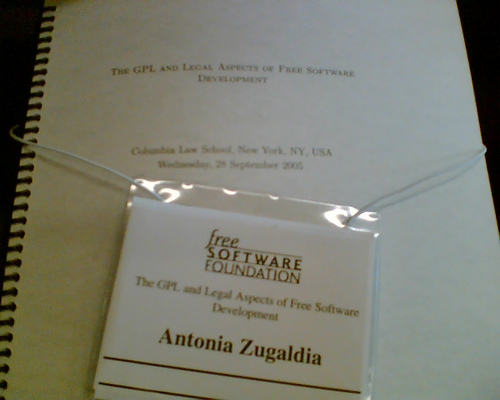 The GPL and Legal Aspects of Free Software
Development
Columbia Law School, New York, NY, USA
Wednesday, 28 September 2005
free
SOFTWARE
FOUNDATION
The GPL and Legal Aspects of Free Software
Development
Antonia Zugaldia